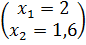 (x₁ = 2
x₂ = 1,6)